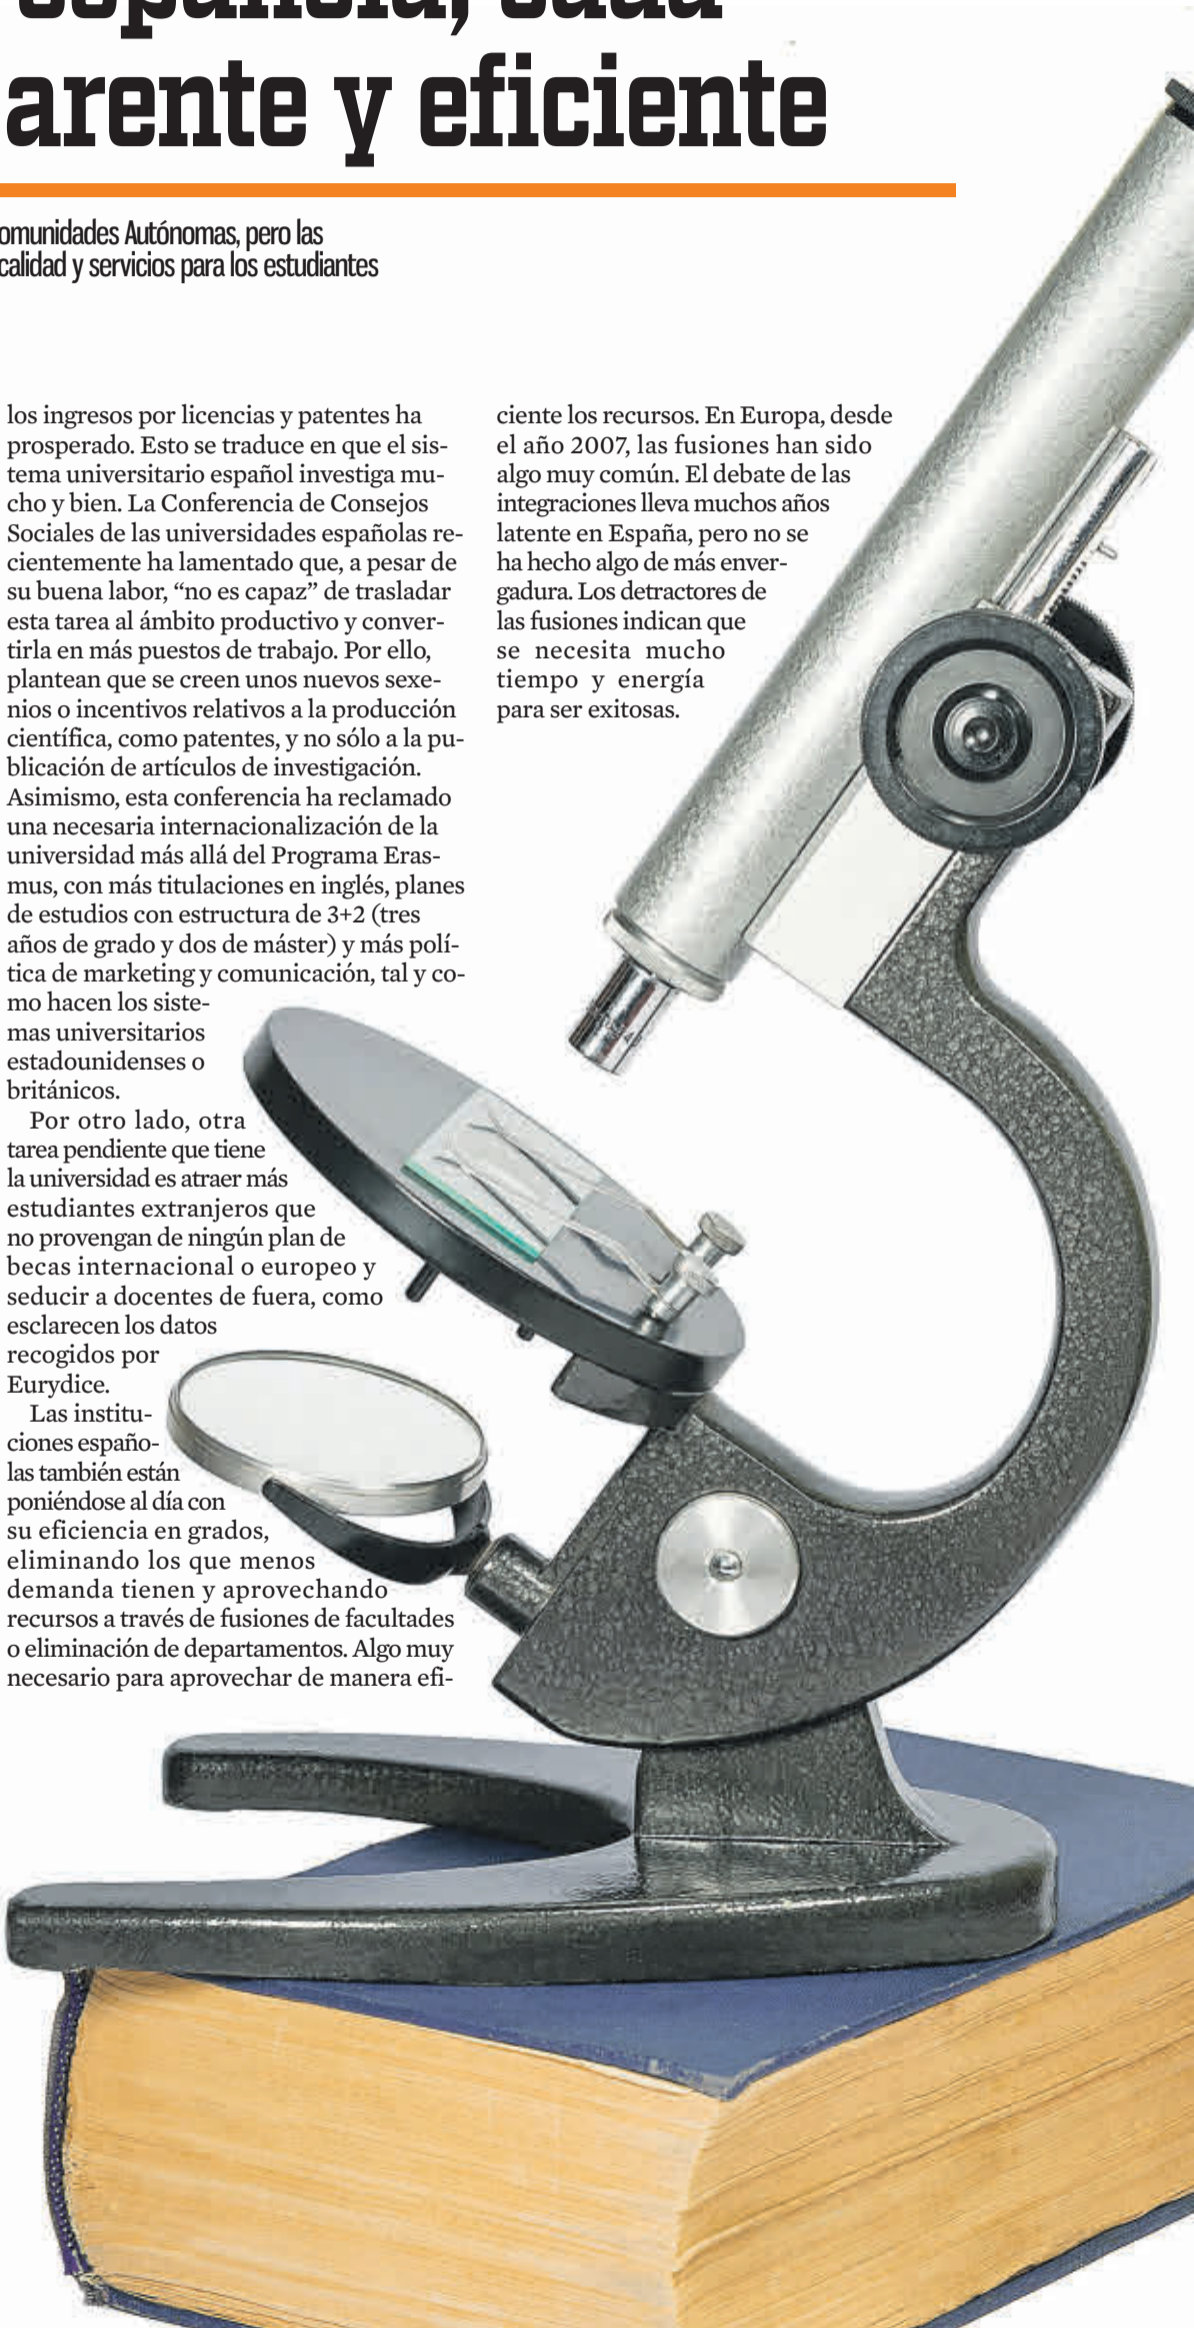 española, cada
arente y eficiente
omunidades Autónomas, pero las
calidad y servicios para los estudiantes
los ingresos por licencias y patentes ha
prosperado. Esto se traduce en que el sis-
tema universitario español investiga mu-
cho y bien. La Conferencia de Consejos
Sociales de las universidades españolas re-
cientemente ha lamentado que, a pesar de
su buena labor, “no es capaz” de trasladar
esta tarea al ámbito productivo y conver-
tirla en más puestos de trabajo. Por ello,
plantean que se creen unos nuevos sexe-
nios o incentivos relativos a la producción
científica, como patentes, y no sólo a la pu-
blicación de artículos de investigación.
Asimismo, esta conferencia ha reclamado
una necesaria internacionalización de la
universidad más allá del Programa Eras-
mus, con más titulaciones en inglés, planes
de estudios con estructura de 3+2 (tres
años de grado y dos de máster) y más polí-
tica de marketing y comunicación, tal y co-
mo hacen los siste-
mas universitarios
estadounidenses o
británicos.
Por otro lado, otra
tarea pendiente que tiene
la universidad es atraer más
estudiantes extranjeros que
no provengan de ningún plan de
becas internacional o europeo y
seducir a docentes de fuera, como
esclarecen los datos
recogidos por
Eurydice.
Las institu-
ciones españo-
las también están
poniéndose al día con
su eficiencia en grados,
eliminando los que menos
demanda tienen y aprovechando
recursos a través de fusiones de facultades
o eliminación de departamentos. Algo muy
necesario para aprovechar de manera efi-
ciente los recursos. En Europa, desde
el año 2007, las fusiones han sido
algo muy común. El debate de las
integraciones lleva muchos años
latente en España, pero no se
ha hecho algo de más enver-
gadura. Los detractores de
las fusiones indican que
se necesita mucho
tiempo y energía
para ser exitosas.